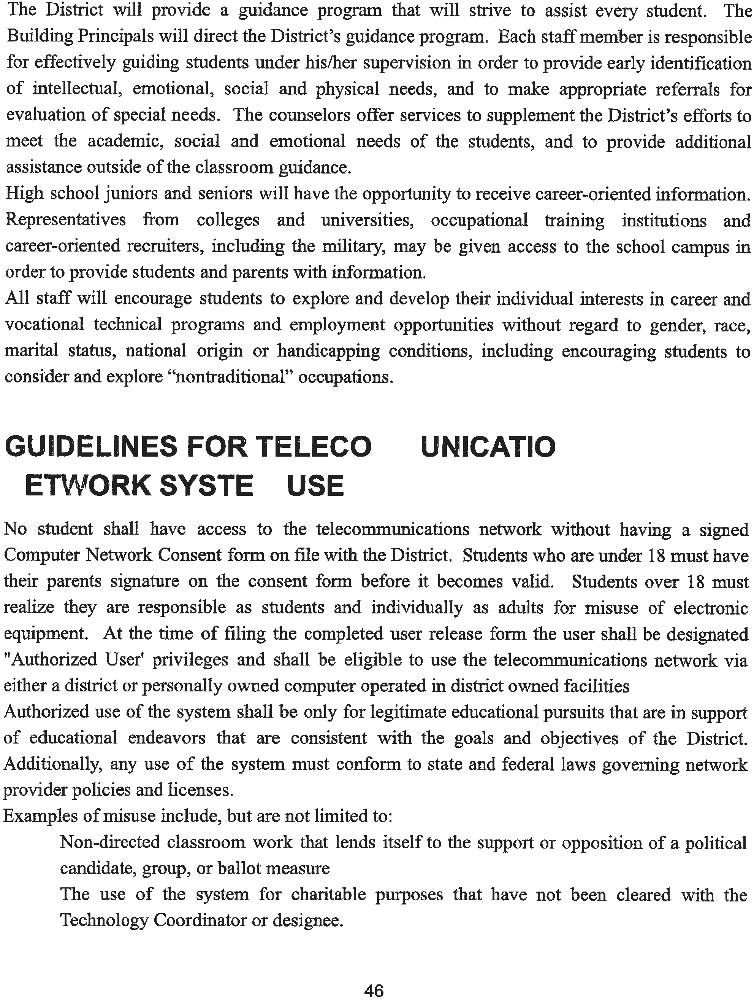 The District will provide a guidance program that will strive to assist every student. The
Building Principals will direct the District's guidance program. Each staff member is responsible
for effectively guiding students under his/her supervision in order to provide early identification
of intellectual, emotional, social and physical needs, and to make appropriate referrals for
evaluation of special needs. The counselors offer services to supplement the District's efforts to
meet the academic, social and emotional needs of the students, and to provide additional
assistance outside of the classroom guidance.
High school juniors and seniors will have the opportunity to receive career-oriented information.
Representatives from colleges and universities, occupational training institutions and
career-oriented recruiters, including the military, may be given access to the school campus in
order to provide students and parents with information.
All staff will encourage students to explore and develop their individual interests in career and
vocational technical programs and employment opportunities without regard to gender, race,
marital status, national origin or handicapping conditions, including encouraging students to
consider and explore “nontraditional” occupations.
GUIDELINES FOR TELECO UNICATIO
ETWORK SYSTE USE
No student shall have access to the telecommunications network without having a signed
Computer Network Consent form on file with the District. Students who are under 18 must have
their parents signature on the consent form before it becomes valid. Students over 18 must
realize they are responsible as students and individually as adults for misuse of electronic
equipment. At the time of filing the completed user release form the user shall be designated
"Authorized User' privileges and shall be eligible to use the telecommunications network via
either a district or personally owned computer operated in district owned facilities
Authorized use of the system shall be only for legitimate educational pursuits that are in support
of educational endeavors that are consistent with the goals and objectives of the District.
Additionally, any use of the system must conform to state and federal laws governing network
provider policies and licenses.
Examples of misuse include, but are not limited to:
Non-directed classroom work that lends itself to the support or opposition of a political
candidate, group, or ballot measure
The use of the system for charitable purposes that have not been cleared with the
Technology Coordinator or designee.
46